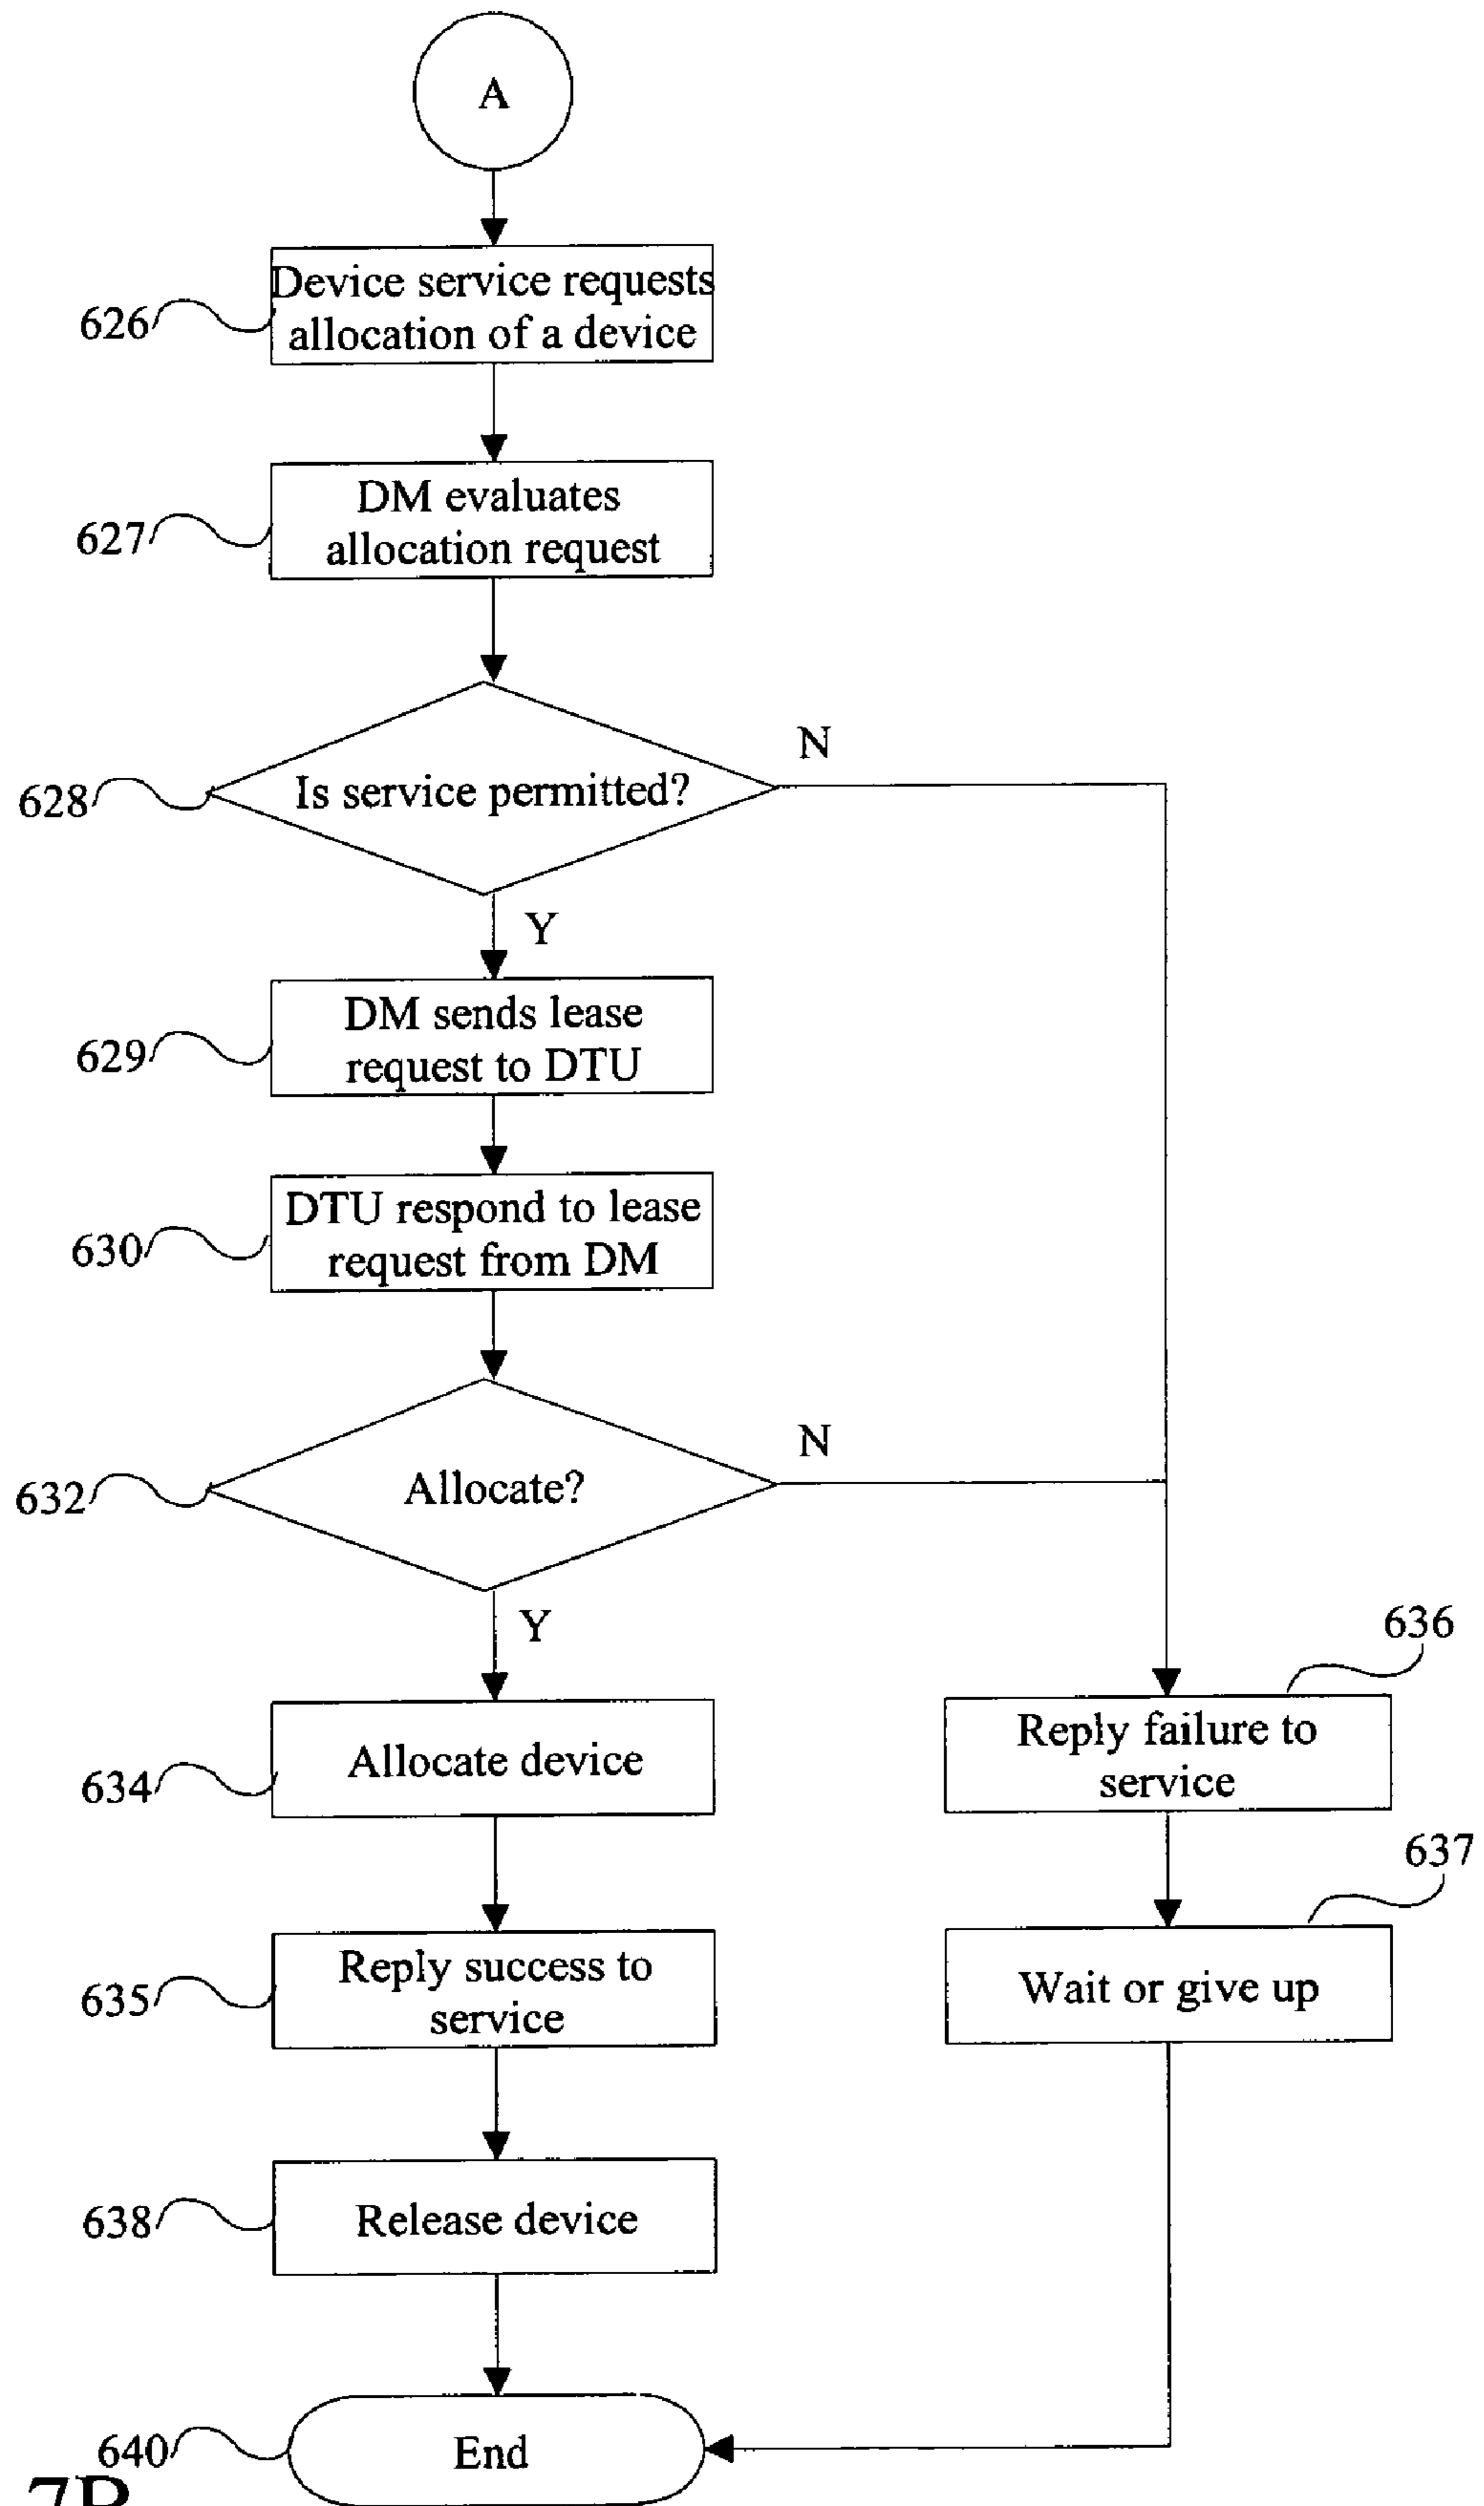 A
Device service requests
allocation of a device
626
DM evaluates
allocation request
627
Is service permitted?
N
628
Y
DM sends lease
request to DTU
629
DTU respond to lease
request from DM
630
Allocate?
N
632
Y
636
Allocate device
634
Reply failure to
service
637
Reply success to
service
635
Wait or give up
Release device
638
End
640
7B